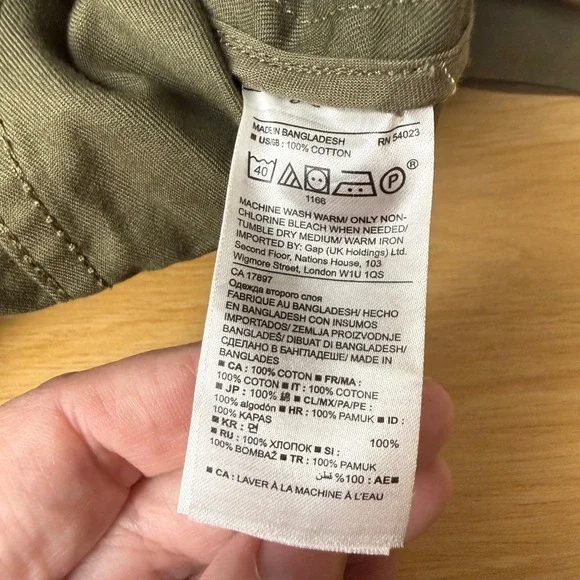 MADE IN BANGLADESH RN 54023
■ US/GB : 100% COTTON
40 P ®
1166
MACHINE WASH WARM/ ONLY NON-
CHLORINE BLEACH WHEN NEEDED/
TUMBLE DRY MEDIUM/ WARM IRON
IMPORTED BY: Gap (UK Holdings) Ltd.
Second Floor, Nations House, 103
Wigmore Street, London W1U 1QS
CA 17897
Одежда второго слоя
FABRIQUE AU BANGLADESH/ HECHO
EN BANGLADESH CON INSUMOS
IMPORTADOS/ ZEMLJA PROIZVODNJE
BANGLADEŠ/ DIBUAT DI BANGLADESH/
СДЕЛАНО В БАНГЛАДЕШЕ/ MADE IN
BANGLADES
■ CA : 100% COTON ■ FR/MA :
100% COTON ■ IT : 100% COTONE
■ JP : 100% 綿 ■ CL/MX/PA/PE :
100% algodón ■ HR : 100% PAMUK ■ ID :
100% KAPAS
■ KR : 면 100%
■ RU : 100% ХЛОПОК ■ SI :
100% BOMBAŽ ■ TR : 100% PAMUK
■ AE : 100% قطن
■ CA : LAVER À LA MACHINE À L'EAU